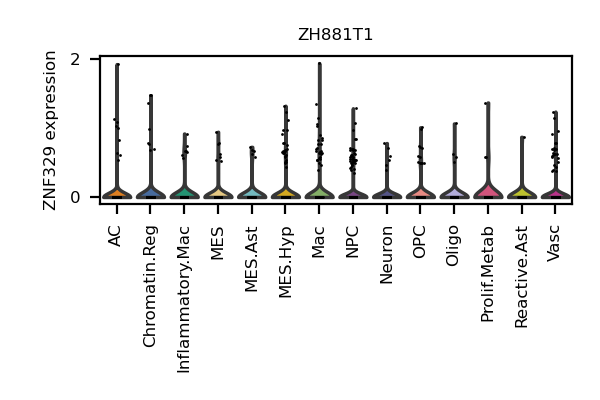 ZH881T1
ZNF329 expression
2
0
AC
Chromatin.Reg
Inflammatory.Mac
MES
MES.Ast
MES.Hyp
Mac
NPC
Neuron
OPC
Oligo
Prolif.Metab
Reactive.Ast
Vasc